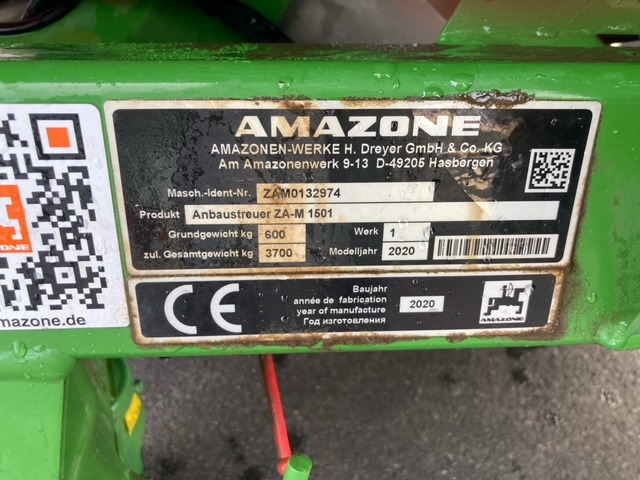 AMAZONE
AMAZONEN-WERKE H. Dreyer GmbH & Co. KG
Am Amazonenwerk 9-13 D-49205 Hasbergen
Masch.-Ident-Nr. ZAM0132974
Produkt Anbaustreuer ZA-M 1501
Grundgewicht kg 600 Werk 1
zul. Gesamtgewicht kg 3700 Modelljahr 2020
CE
Baujahr
année de fabrication
year of manufacture
Год изготовления
2020
AMAZONE
AZONE
mazone.de